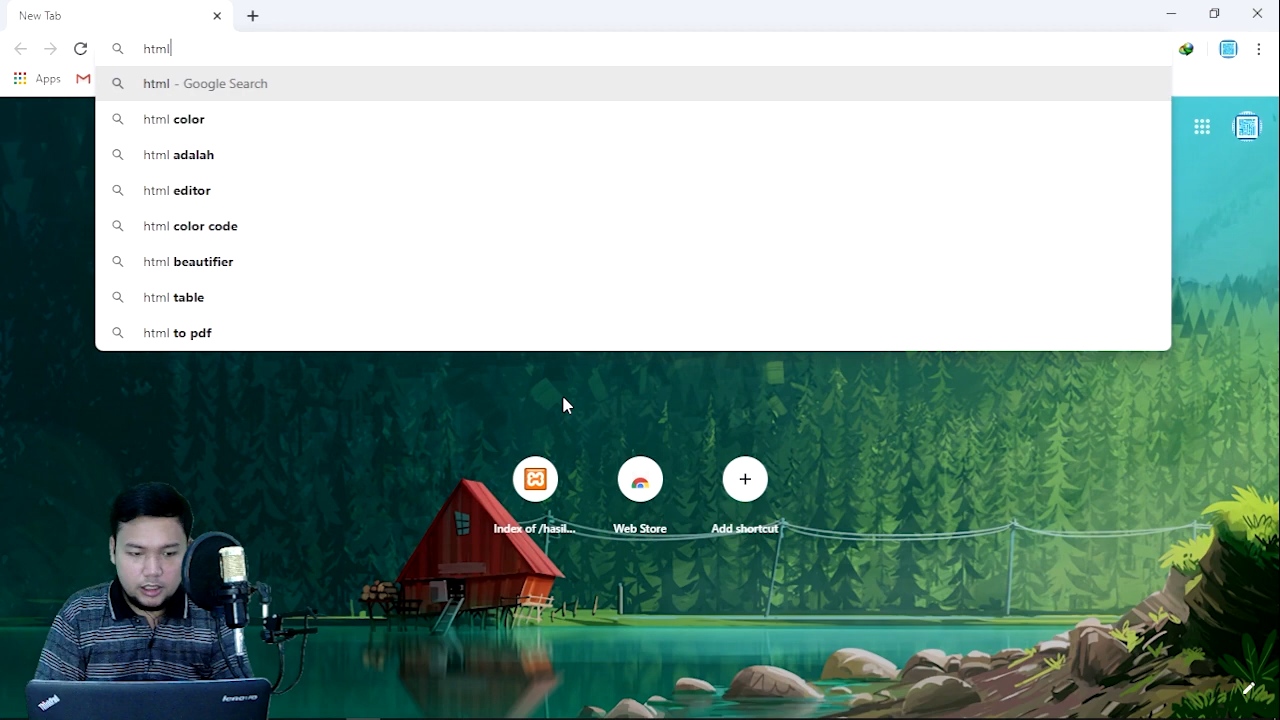 New Tab
html
Apps
html - Google Search
html color
html adalah
html editor
html color code
html beautifier
html table
html to pdf
Index of /hasil...
Web Store
Add shortcut
ThinkPad
lenovo